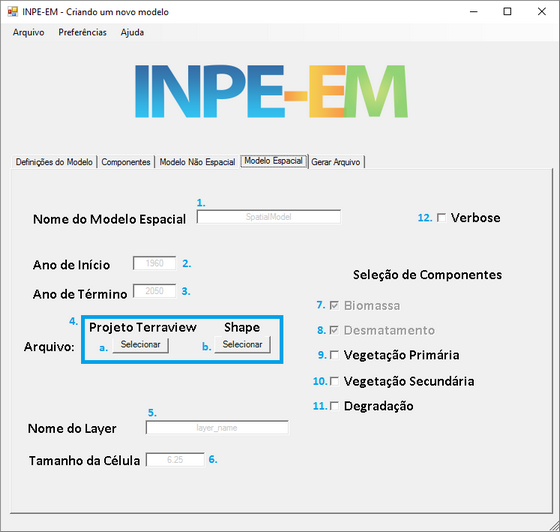 INPE-EM - Criando um novo modelo
Arquivo Preferências Ajuda
INPE-EM
Definições do Modelo Componentes Modelo Não Espacial Modelo Espacial Gerar Arquivo
1.
Nome do Modelo Espacial SpatialModel 12. Verbose
Ano de Início 1960 2.
Seleção de Componentes
Ano de Término 2050 3.
7. Biomassa
4. Projeto Terraview Shape
8. Desmatamento
Arquivo: a. Selecionar b. Selecionar
9. Vegetação Primária
10. Vegetação Secundária
11. Degradação
5.
Nome do Layer layer_name
Tamanho da Célula 6.25 6.